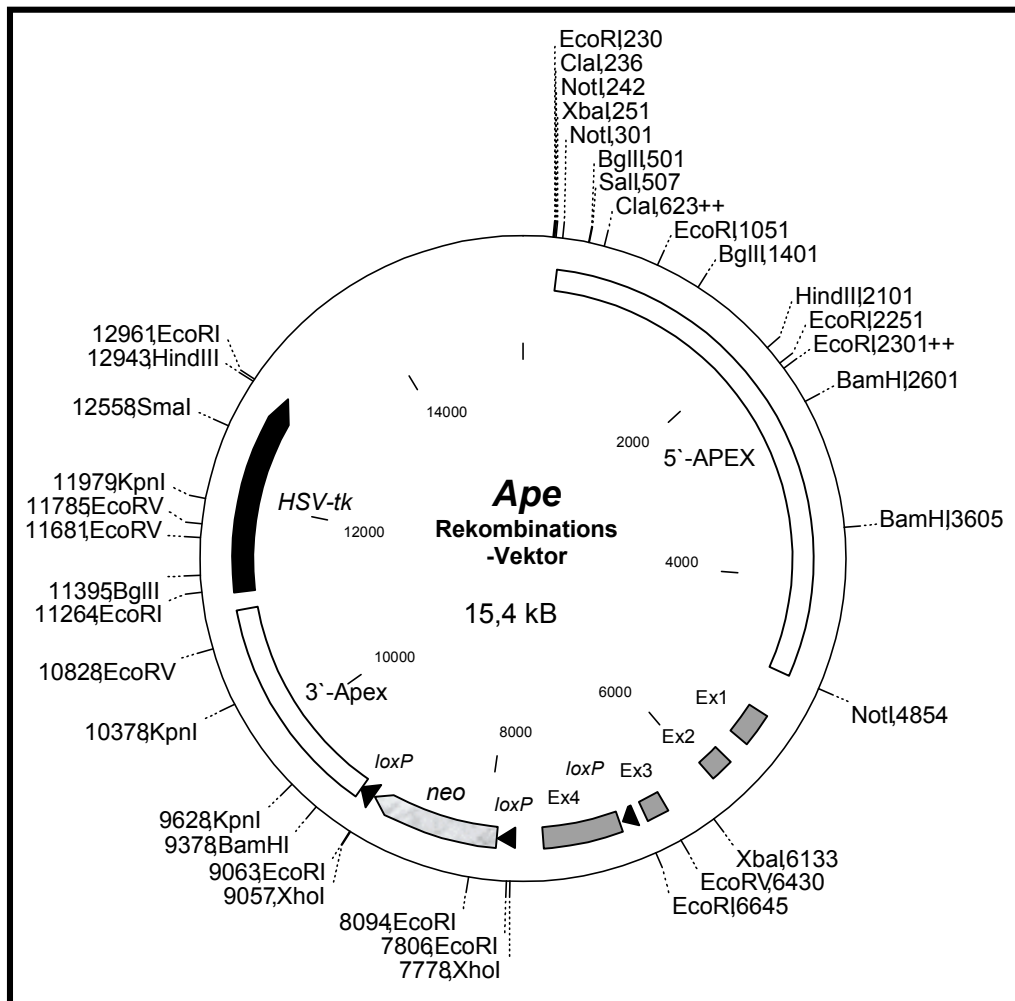 EcoRI,230
ClaI,236
NotI,242
XbaI,251
NotI,301
BglII,501
SalI,507
ClaI,623++
EcoRI,1051
BglII,1401
HindIII,2101
EcoRI,2251
EcoRI,2301++
BamHI,2601
BamHI,3605
NotI,4854
XbaI,6133
EcoRV,6430
EcoRI,6645
7778,XhoI
7806,EcoRI
8094,EcoRI
9057,XhoI
9063,EcoRI
9378,BamHI
9628,KpnI
10378,KpnI
10828,EcoRV
11264,EcoRI
11395,BglII
11681,EcoRV
11785,EcoRV
11979,KpnI
12558,SmaI
12943,HindIII
12961,EcoRI
14000
2000
4000
6000
8000
10000
12000
5`-APEX
Ex1
Ex2
Ex3
loxP
Ex4
loxP
neo
loxP
3`-Apex
HSV-tk
Ape
Rekombinations
-Vektor
15,4 kB